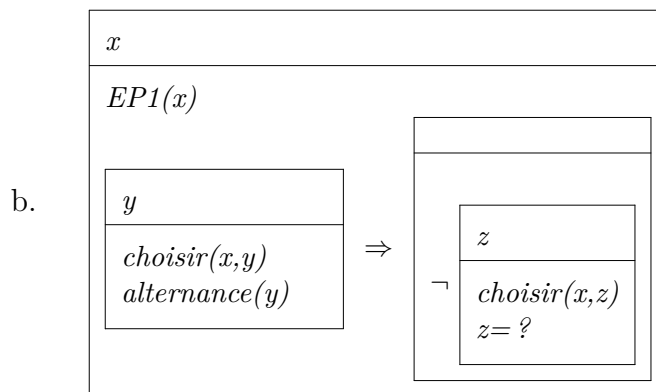 x
EP1(x)
b.
y
choisir(x,y)
alternance(y)
⇒
¬
z
choisir(x,z)
z= ?